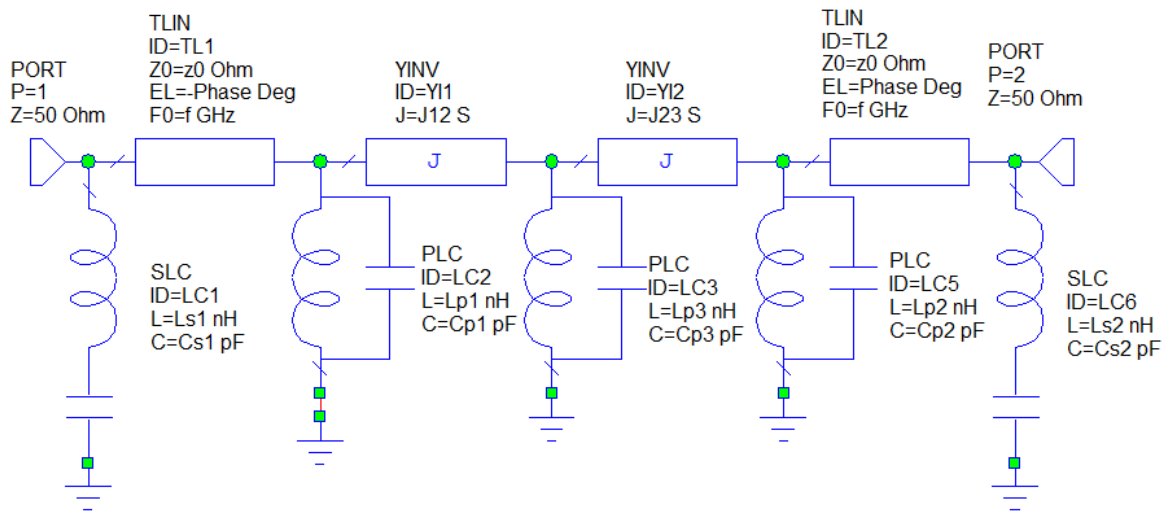 PORT
P=1
Z=50 Ohm
TLIN
ID=TL1
Z0=z0 Ohm
EL=-Phase Deg
F0=f GHz
YINV
ID=YI1
J=J12 S
YINV
ID=YI2
J=J23 S
TLIN
ID=TL2
Z0=z0 Ohm
EL=Phase Deg
F0=f GHz
PORT
P=2
Z=50 Ohm
J
J
SLC
ID=LC1
L=Ls1 nH
C=Cs1 pF
PLC
ID=LC2
L=Lp1 nH
C=Cp1 pF
PLC
ID=LC3
L=Lp3 nH
C=Cp3 pF
PLC
ID=LC5
L=Lp2 nH
C=Cp2 pF
SLC
ID=LC6
L=Ls2 nH
C=Cs2 pF